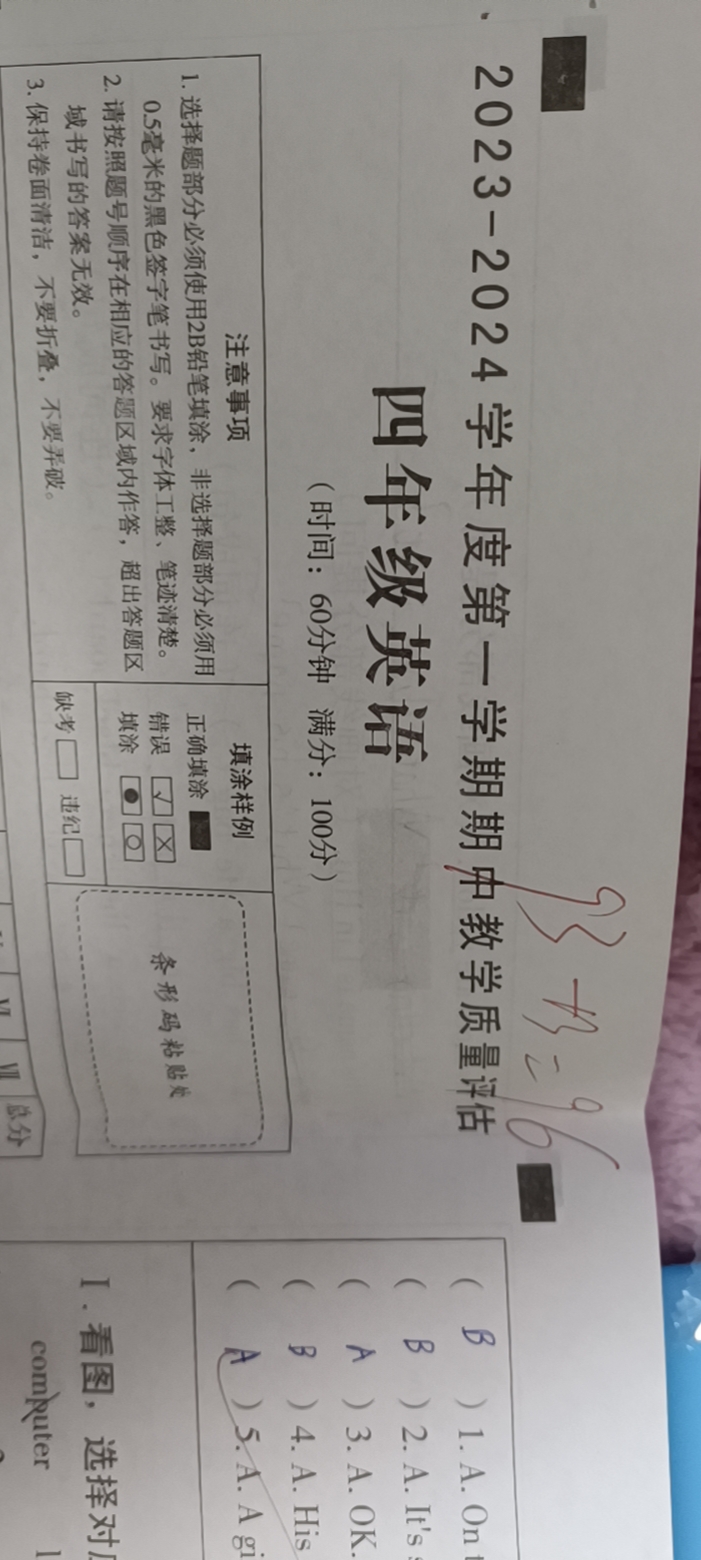 2023-2024学年度第一学期期中教学质量评估
93+3=96
四年级英语
（时间：60分钟 满分：100分）
注意事项
1. 选择题部分必须使用2B铅笔填涂，非选择题部分必须用
0.5毫米的黑色签字笔书写。要求字体工整、笔迹清楚。
2. 请按照题号顺序在相应的答题区域内作答，超出答题区
域书写的答案无效。
3. 保持卷面清洁，不要折叠，不要弄破。
填涂样例
正确填涂
错误
填涂
缺考 违纪
条形码粘贴处
VI VII 总分
( B ) 1. A. On
( B ) 2. A. It's
( A ) 3. A. OK.
( B ) 4. A. His
( A ) 5. A. A
I.看图，选择对
computer